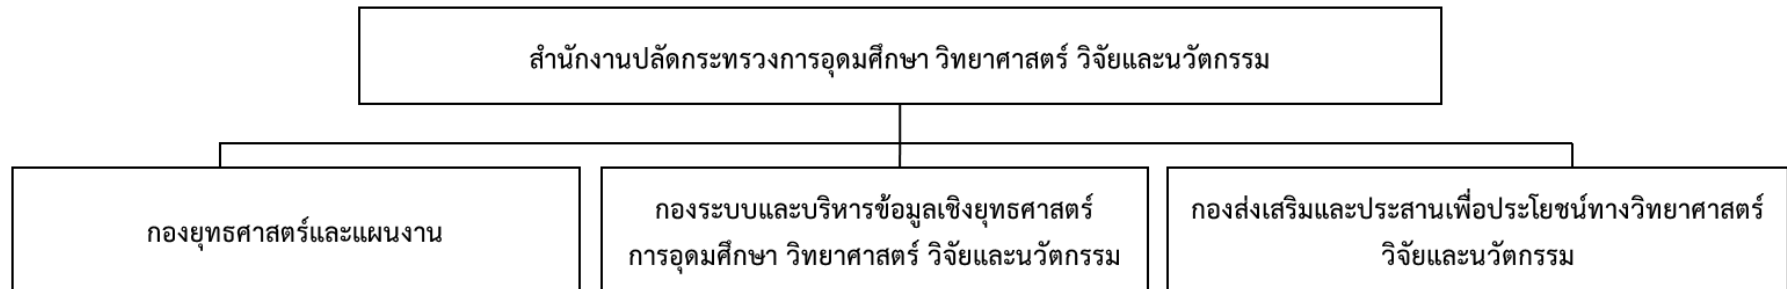 สำนักงานปลัดกระทรวงการอุดมศึกษา วิทยาศาสตร์ วิจัยและนวัตกรรม
กองยุทธศาสตร์และแผนงาน
กองระบบและบริหารข้อมูลเชิงยุทธศาสตร์
การอุดมศึกษา วิทยาศาสตร์ วิจัยและนวัตกรรม
กองส่งเสริมและประสานเพื่อประโยชน์ทางวิทยาศาสตร์
วิจัยและนวัตกรรม